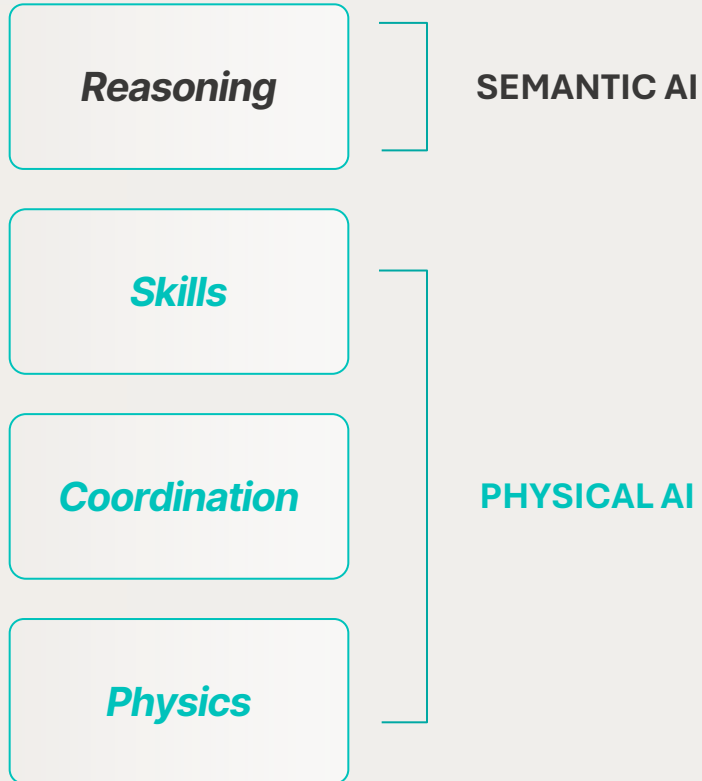 Reasoning
SEMANTIC AI
Skills
Coordination
PHYSICAL AI
Physics